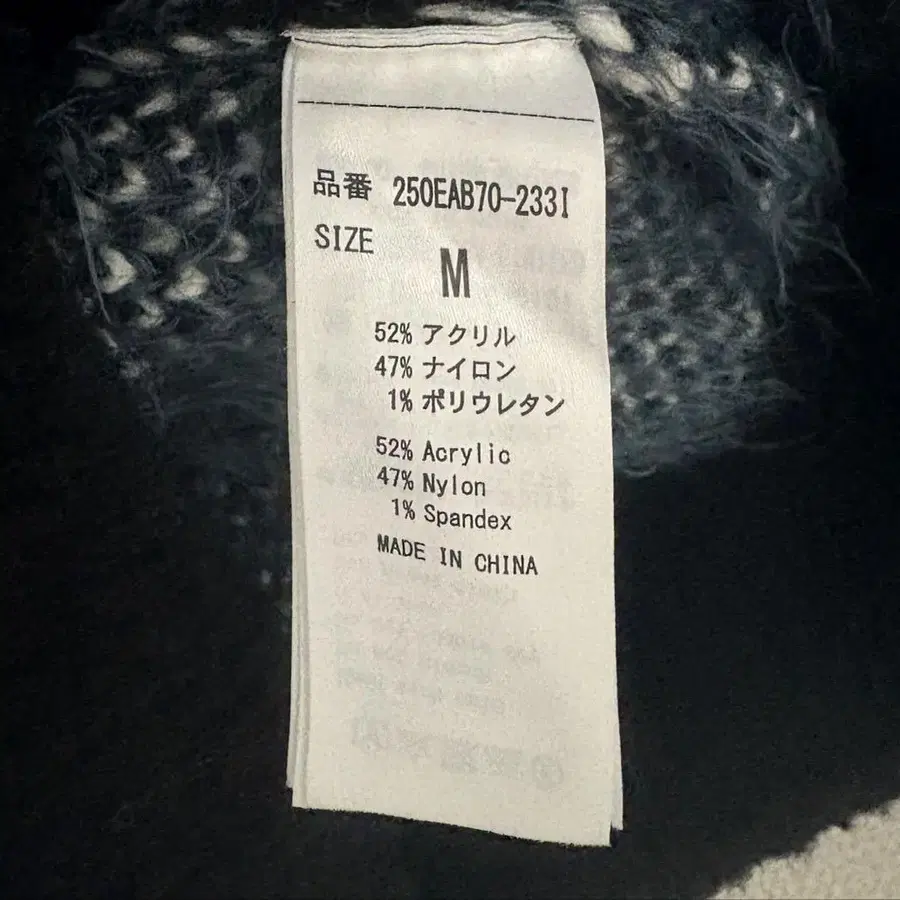 品番 250EAB70-233I
SIZE
M
52% アクリル
47% ナイロン
1% ポリウレタン
52% Acrylic
47% Nylon
1% Spandex
MADE IN CHINA